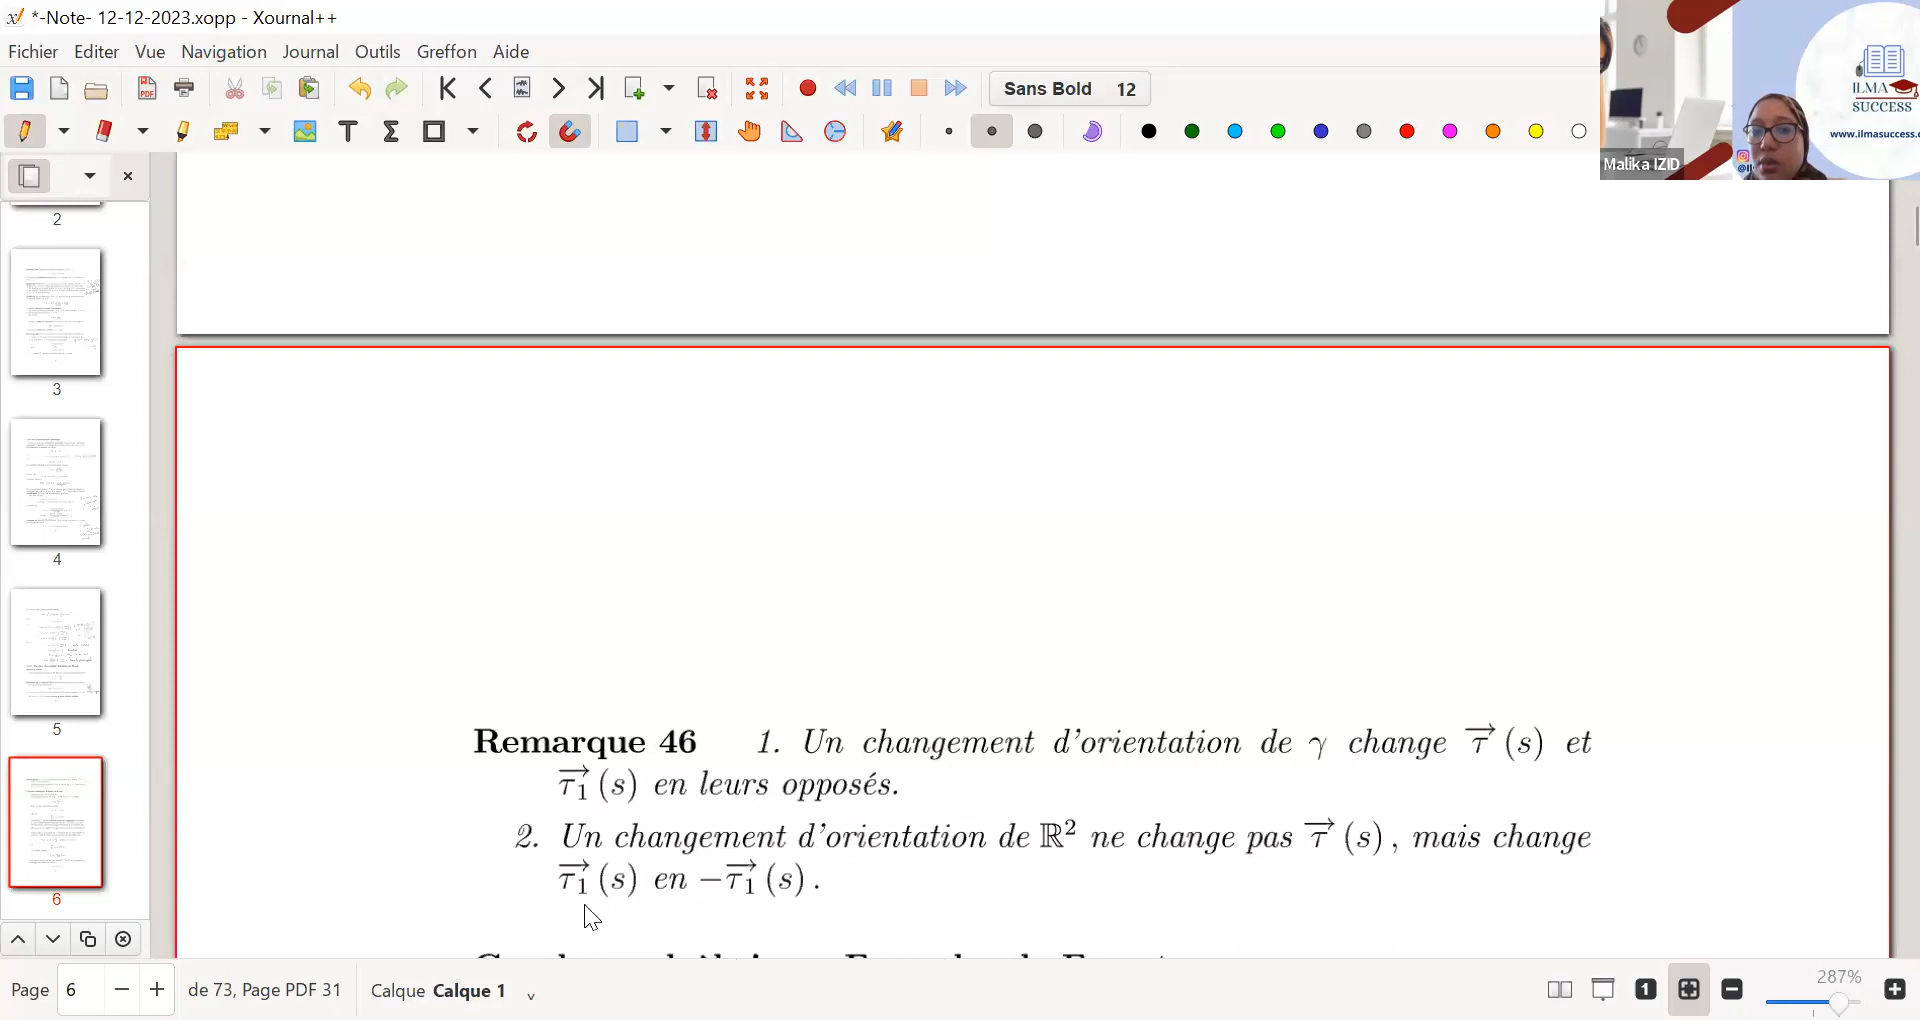 *-Note- 12-12-2023.xopp - Xournal++
Fichier Editer Vue Navigation Journal Outils Greffon Aide
PDF
Sans Bold 12
ILMA
SUCCESS
Malika IZID
2
3
4
5
6
Remarque 46 1. Un changement d'orientation de γ change τ⃗ (s) et
τ⃗₁ (s) en leurs opposés.
2. Un changement d'orientation de ℝ² ne change pas τ⃗ (s), mais change
τ⃗₁ (s) en −τ⃗₁ (s).
Page 6 de 73, Page PDF 31 Calque Calque 1
1
287%